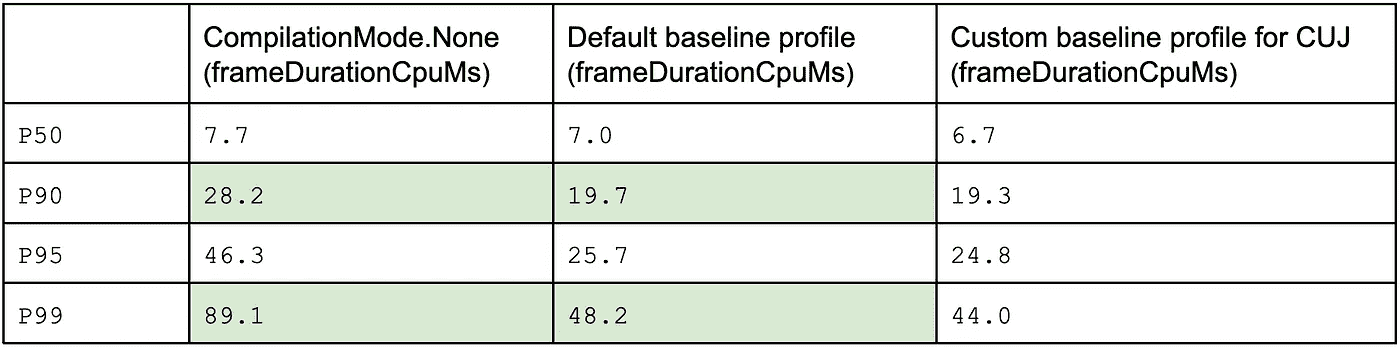 CompilationMode.None
(frameDurationCpuMs)
Default baseline profile
(frameDurationCpuMs)
Custom baseline profile for CUJ
(frameDurationCpuMs)
P50 7.7 7.0 6.7
P90 28.2 19.7 19.3
P95 46.3 25.7 24.8
P99 89.1 48.2 44.0